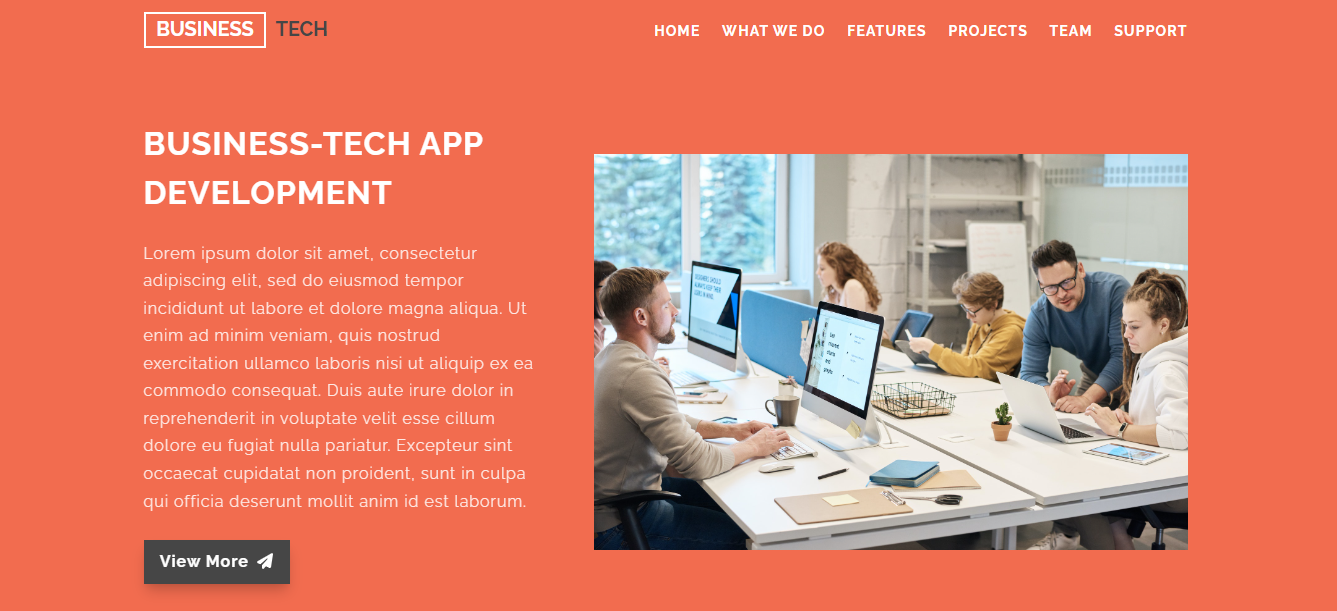 BUSINESS TECH
HOME WHAT WE DO FEATURES PROJECTS TEAM SUPPORT
BUSINESS-TECH APP
DEVELOPMENT
Lorem ipsum dolor sit amet, consectetur
adipiscing elit, sed do eiusmod tempor
incididunt ut labore et dolore magna aliqua. Ut
enim ad minim veniam, quis nostrud
exercitation ullamco laboris nisi ut aliquip ex ea
commodo consequat. Duis aute irure dolor in
reprehenderit in voluptate velit esse cillum
dolore eu fugiat nulla pariatur. Excepteur sint
occaecat cupidatat non proident, sunt in culpa
qui officia deserunt mollit anim id est laborum.
View More